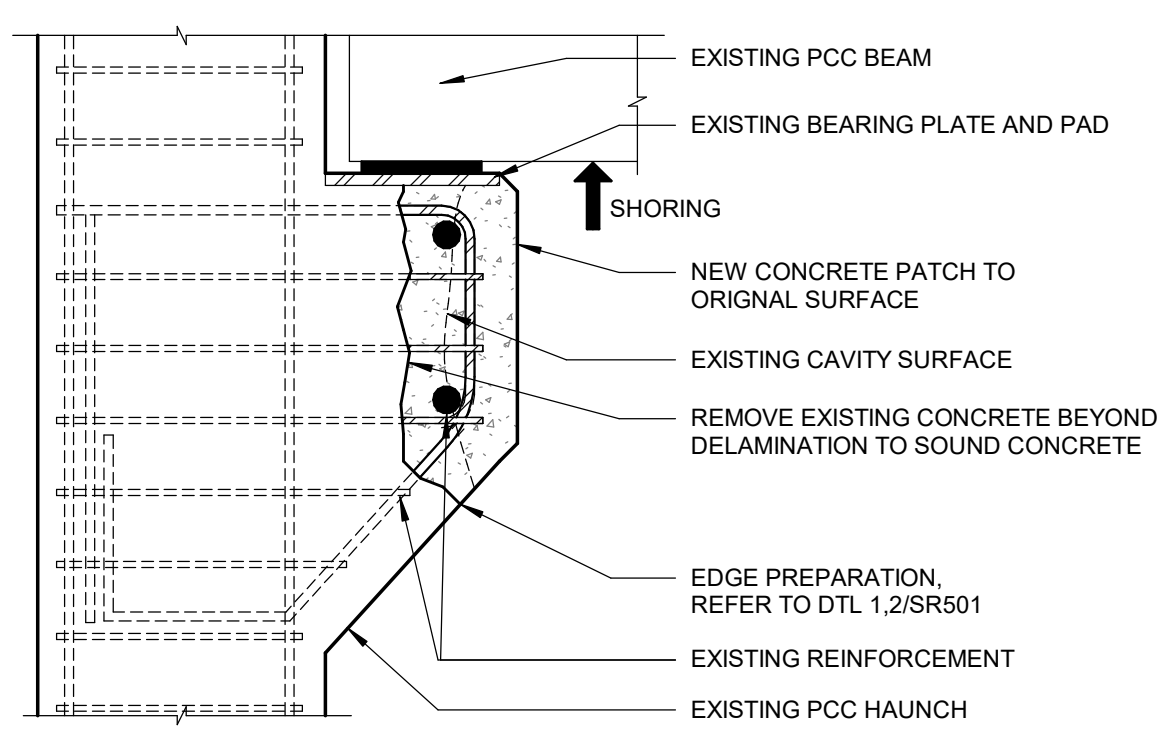 EXISTING PCC BEAM
EXISTING BEARING PLATE AND PAD
SHORING
NEW CONCRETE PATCH TO
ORIGNAL SURFACE
EXISTING CAVITY SURFACE
REMOVE EXISTING CONCRETE BEYOND
DELAMINATION TO SOUND CONCRETE
EDGE PREPARATION,
REFER TO DTL 1,2/SR501
EXISTING REINFORCEMENT
EXISTING PCC HAUNCH